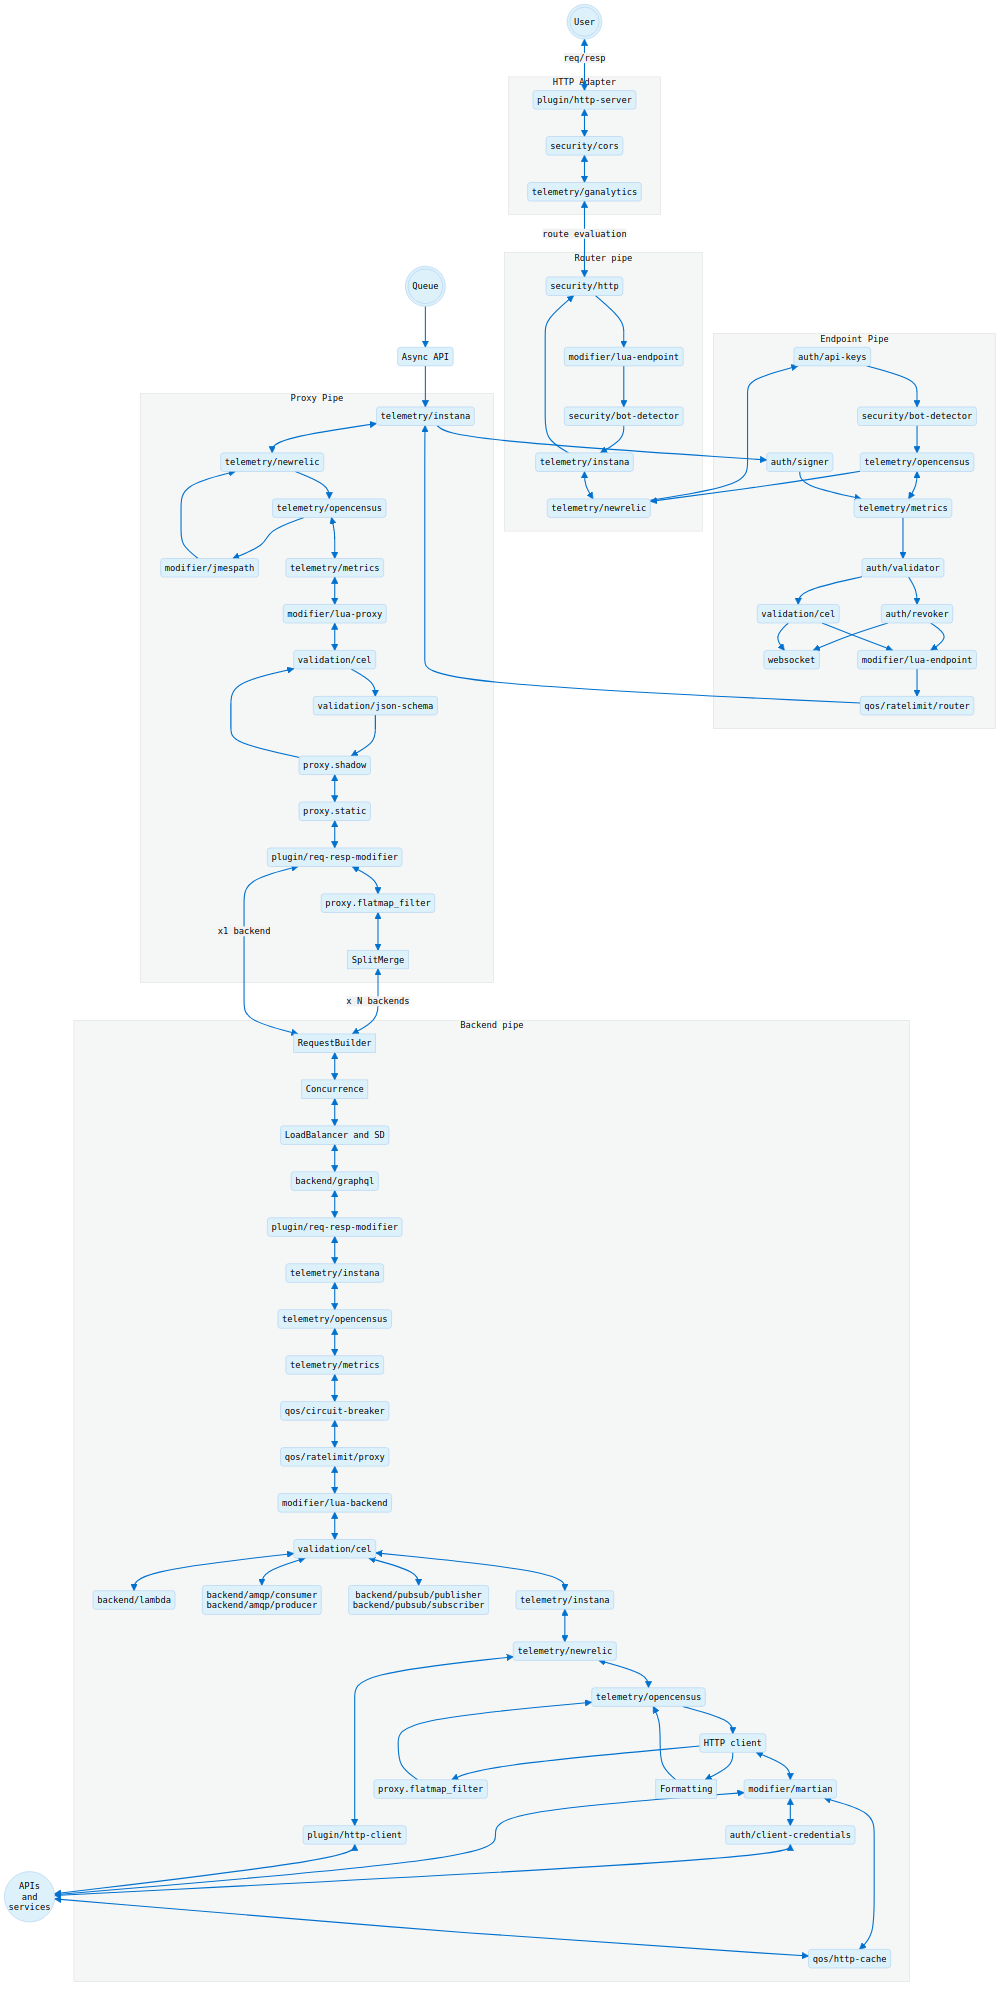 User
req/resp
HTTP Adapter
plugin/http-server
security/cors
telemetry/ganalytics
route evaluation
Router pipe
security/http
modifier/lua-endpoint
security/bot-detector
telemetry/instana
telemetry/newrelic
Queue
Async API
Endpoint Pipe
auth/api-keys
security/bot-detector
auth/signer
telemetry/opencensus
telemetry/metrics
auth/validator
validation/cel
auth/revoker
websocket
modifier/lua-endpoint
qos/ratelimit/router
Proxy Pipe
telemetry/instana
telemetry/newrelic
telemetry/opencensus
modifier/jmespath
telemetry/metrics
modifier/lua-proxy
validation/cel
validation/json-schema
proxy.shadow
proxy.static
plugin/req-resp-modifier
proxy.flatmap_filter
x1 backend
SplitMerge
x N backends
Backend pipe
RequestBuilder
Concurrence
LoadBalancer and SD
backend/graphql
plugin/req-resp-modifier
telemetry/instana
telemetry/opencensus
telemetry/metrics
qos/circuit-breaker
qos/ratelimit/proxy
modifier/lua-backend
validation/cel
backend/lambda
backend/amqp/consumer
backend/amqp/producer
backend/pubsub/publisher
backend/pubsub/subscriber
telemetry/instana
telemetry/newrelic
telemetry/opencensus
HTTP client
proxy.flatmap_filter
Formatting
modifier/martian
plugin/http-client
auth/client-credentials
APIs
and
services
qos/http-cache